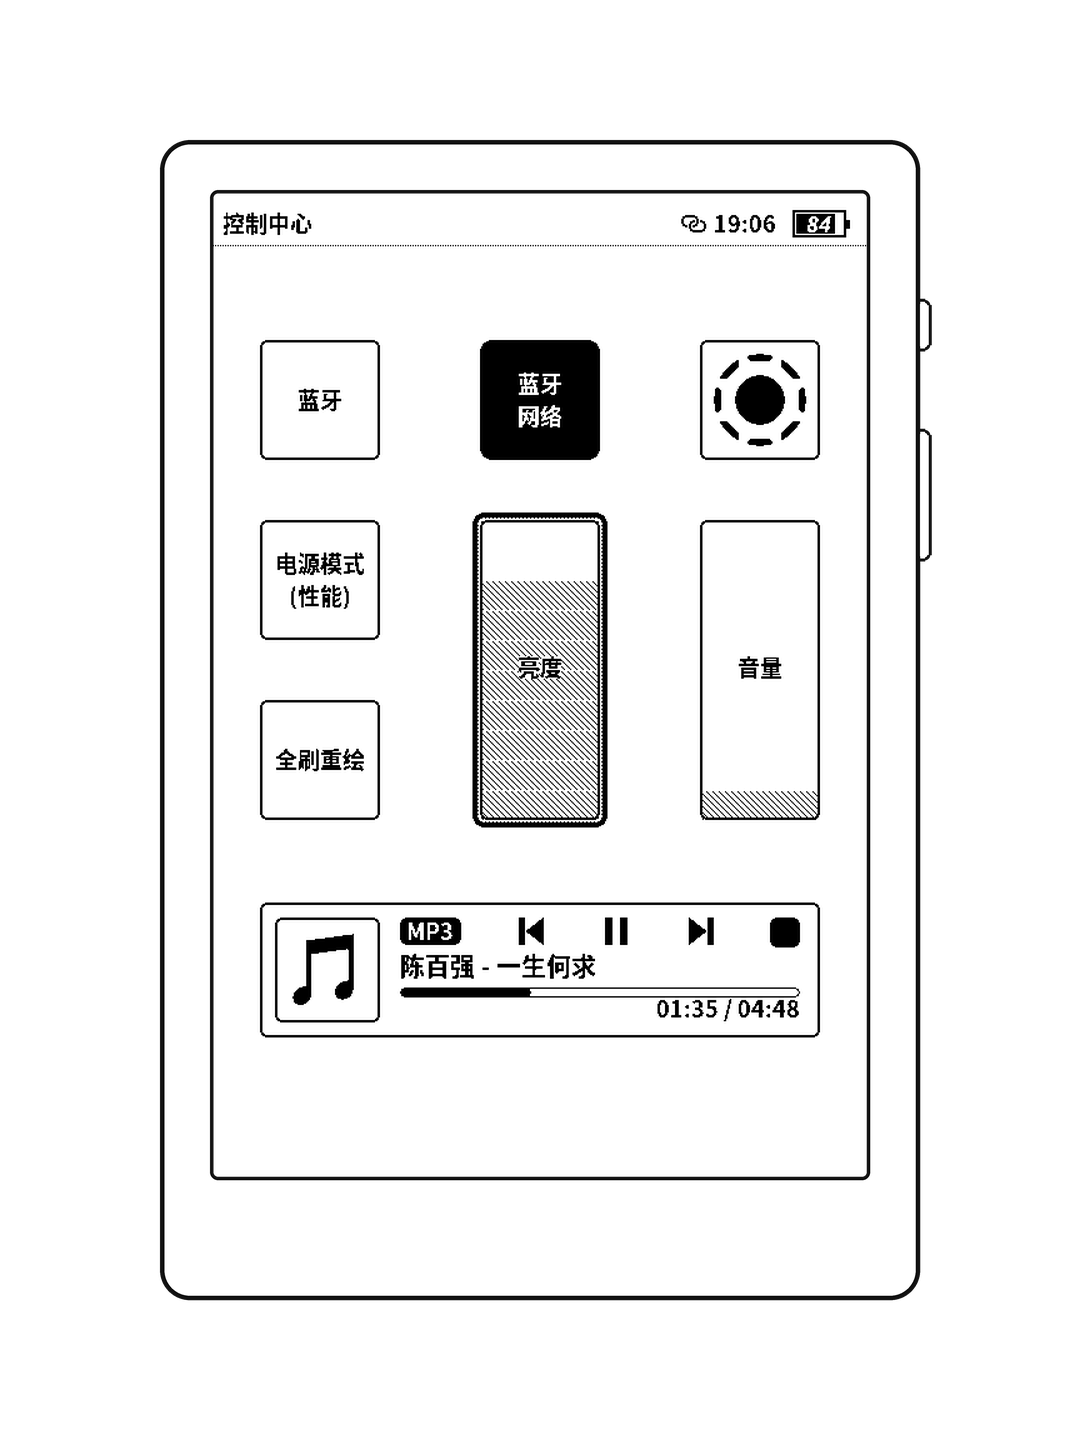 控制中心
19:06
84
蓝牙
蓝牙
网络
电源模式
(性能)
亮度
音量
全刷重绘
MP3
陈百强 - 一生何求
01:35 / 04:48